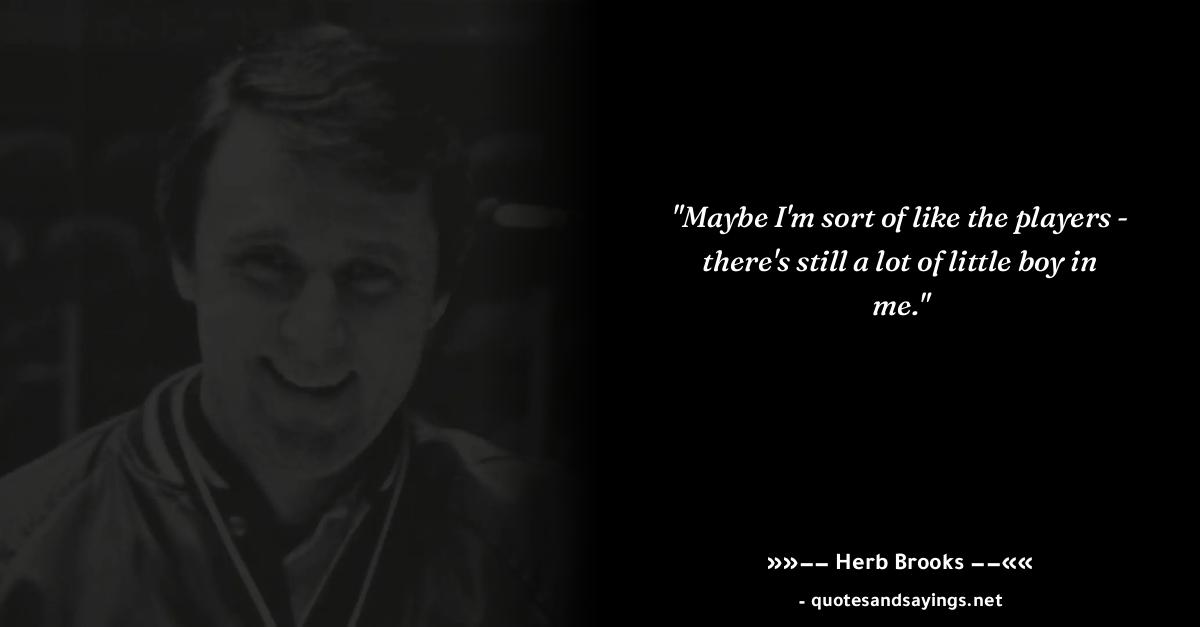 "Maybe I'm sort of like the players -
there's still a lot of little boy in
me."
»»–– Herb Brooks ––««
- quotesandsayings.net